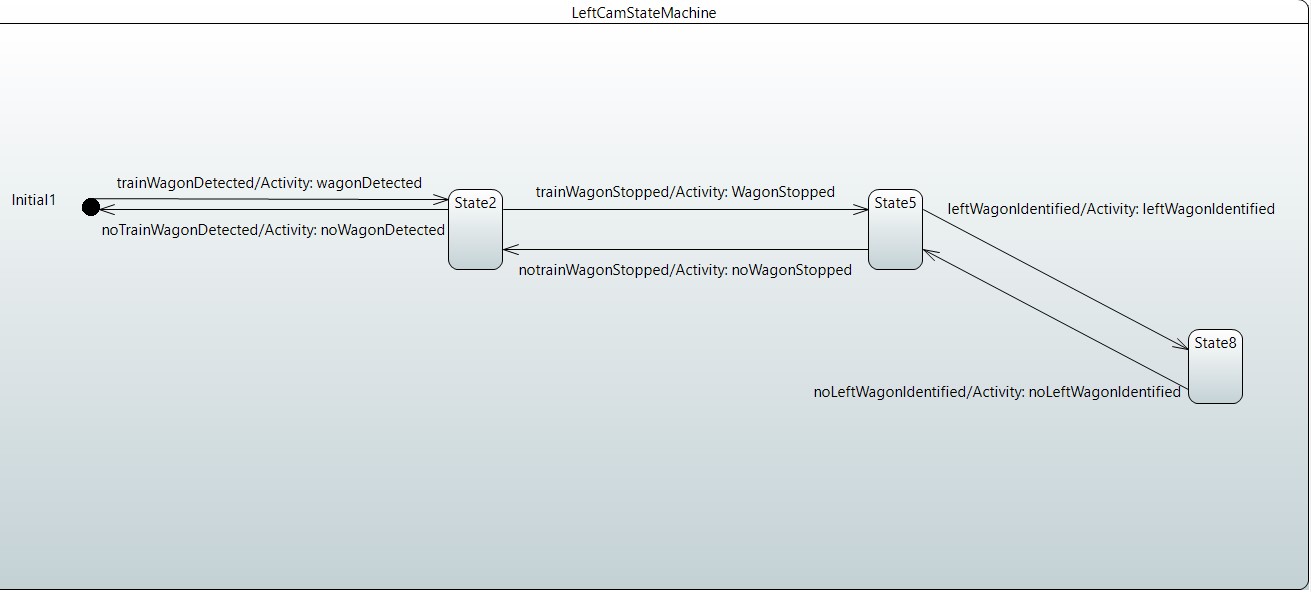 LeftCamStateMachine
trainWagonDetected/Activity: wagonDetected
Initial1
noTrainWagonDetected/Activity: noWagonDetected
State2
trainWagonStopped/Activity: WagonStopped
notrainWagonStopped/Activity: noWagonStopped
State5
leftWagonIdentified/Activity: leftWagonIdentified
State8
noLeftWagonIdentified/Activity: noLeftWagonIdentified